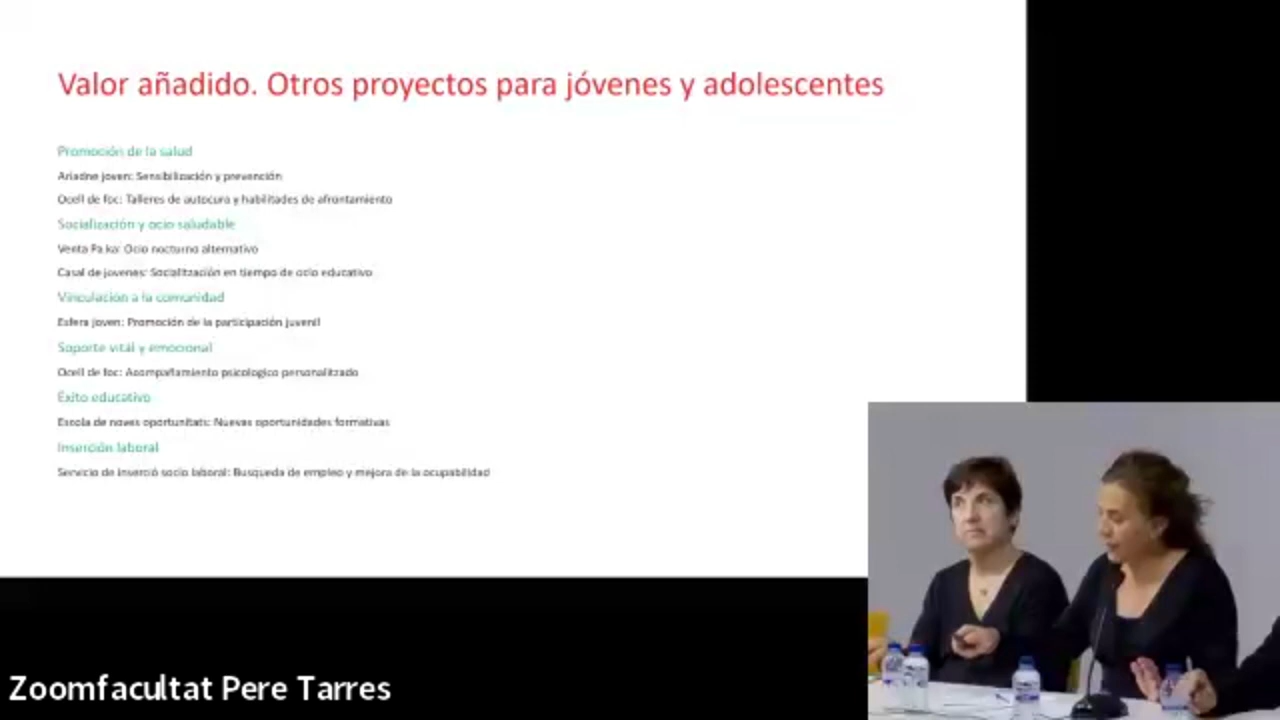 Valor añadido. Otros proyectos para jóvenes y adolescentes
Promoción de la salud
Ariadne joven: Sensibilización y prevención
Ocell de foc: Talleres de autocura y habilitades de afrontamiento
Socialización y ocio saludable
Venta Pa.ka: Ocio nocturno alternativo
Casal de jovenes: Socialitzación en tiempo de ocio educativo
Vinculación a la comunidad
Esfera joven: Promoción de la participación juvenil
Soporte vital y emocional
Ocell de foc: Acompañamiento psicologico personalitzado
Éxito educativo
Escola de noves oportunitats: Nuevas oportunidades formativas
Inserción laboral
Servicio de inserció socio laboral: Busqueda de empleo y mejora de la ocupabilidad
Zoomfacultat Pere Tarres